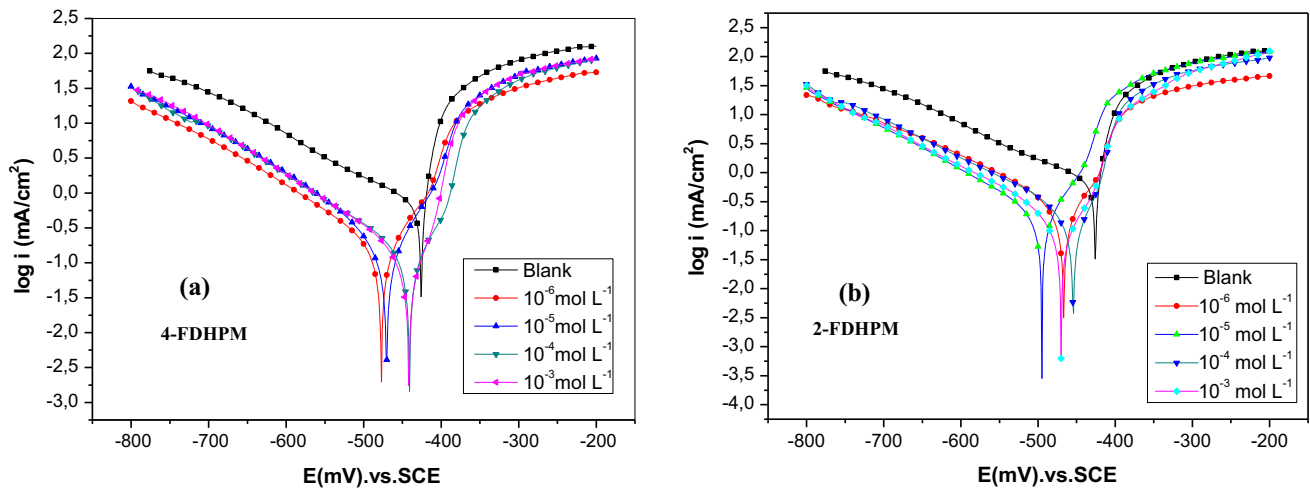 2,5
2,0
1,5
1,0
0,5
0,0
-0,5
-1,0
-1,5
-2,0
-2,5
-3,0
log i (mA/cm²)
(a)
4-FDHPM
Blank
10⁻⁶mol L⁻¹
10⁻⁵mol L⁻¹
10⁻⁴mol L⁻¹
10⁻³mol L⁻¹
-800 -700 -600 -500 -400 -300 -200
E(mV).vs.SCE
2,5
2,0
1,5
1,0
0,5
0,0
-0,5
-1,0
-1,5
-2,0
-2,5
-3,0
-3,5
-4,0
log i (mA/cm²)
(b)
2-FDHPM
Blank
10⁻⁶ mol L⁻¹
10⁻⁵ mol L⁻¹
10⁻⁴ mol L⁻¹
10⁻³ mol L⁻¹
-800 -700 -600 -500 -400 -300 -200
E(mV).vs.SCE